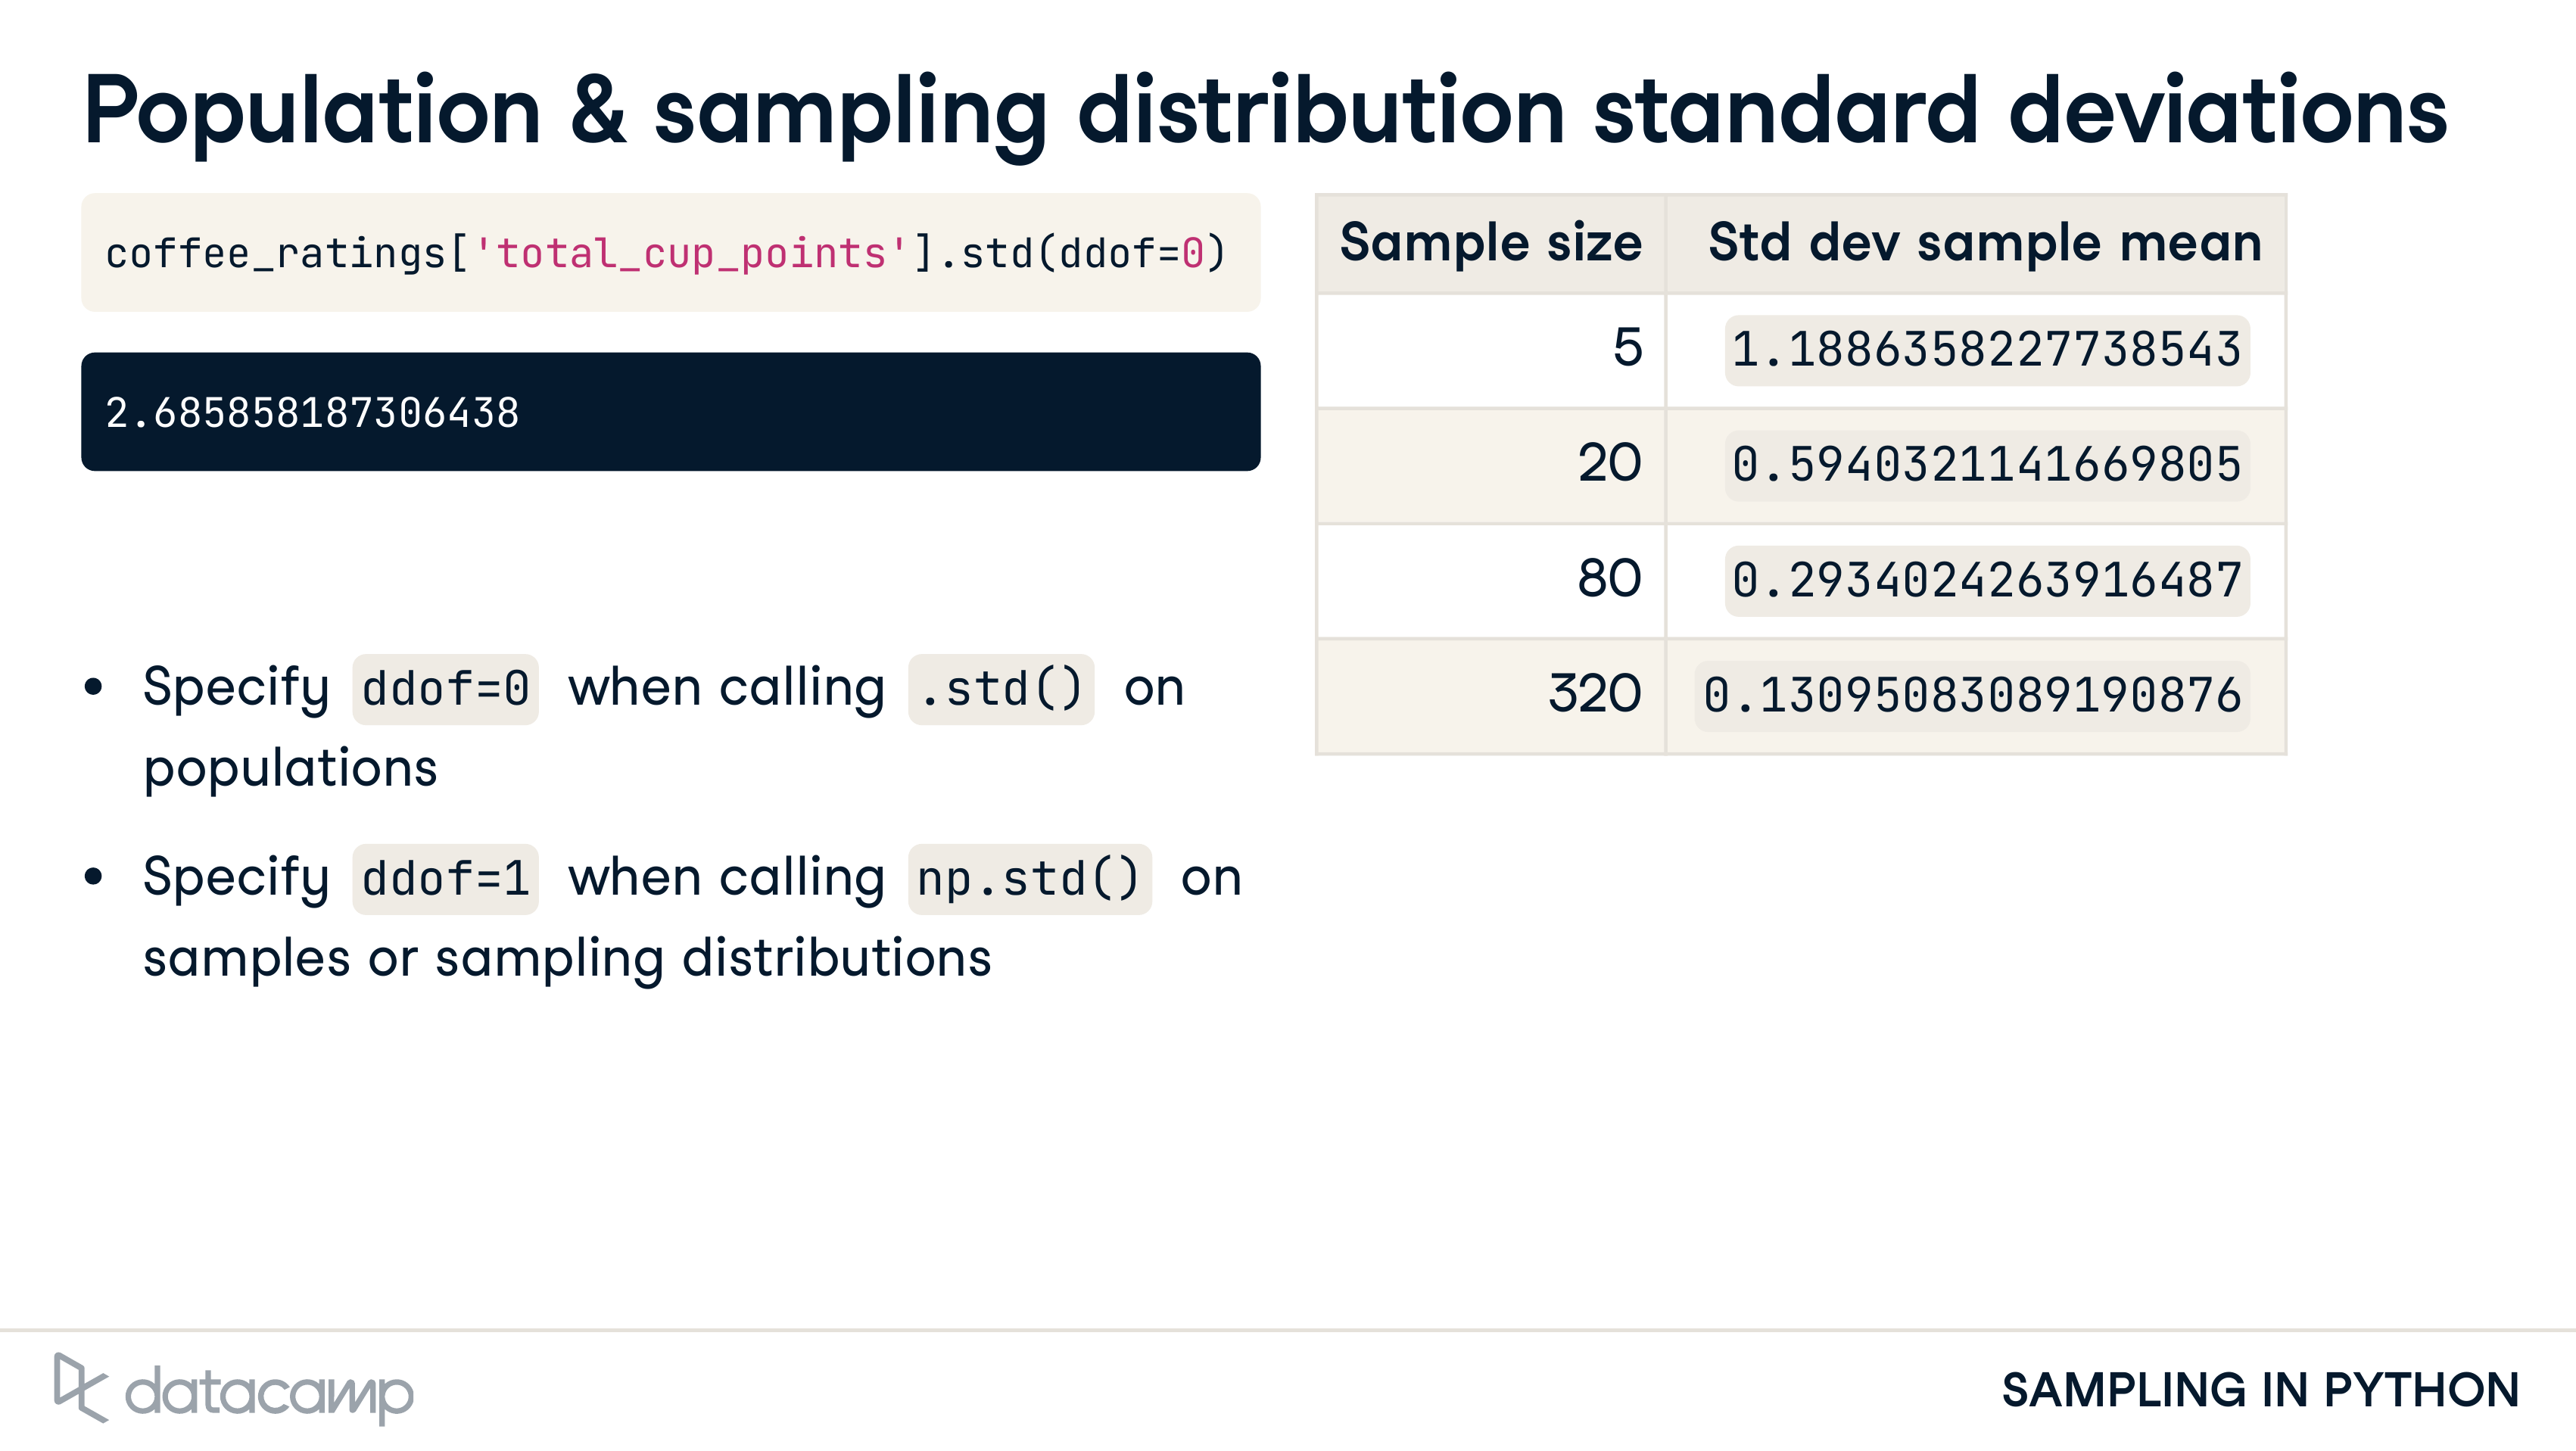 Population & sampling distribution standard deviations
coffee_ratings['total_cup_points'].std(ddof=0)
2.685858187306438
• Specify ddof=0 when calling .std() on
populations
• Specify ddof=1 when calling np.std() on
samples or sampling distributions
Sample size Std dev sample mean
5 1.1886358227738543
20 0.5940321141669805
80 0.2934024263916487
320 0.13095083089190876
datacamp
SAMPLING IN PYTHON